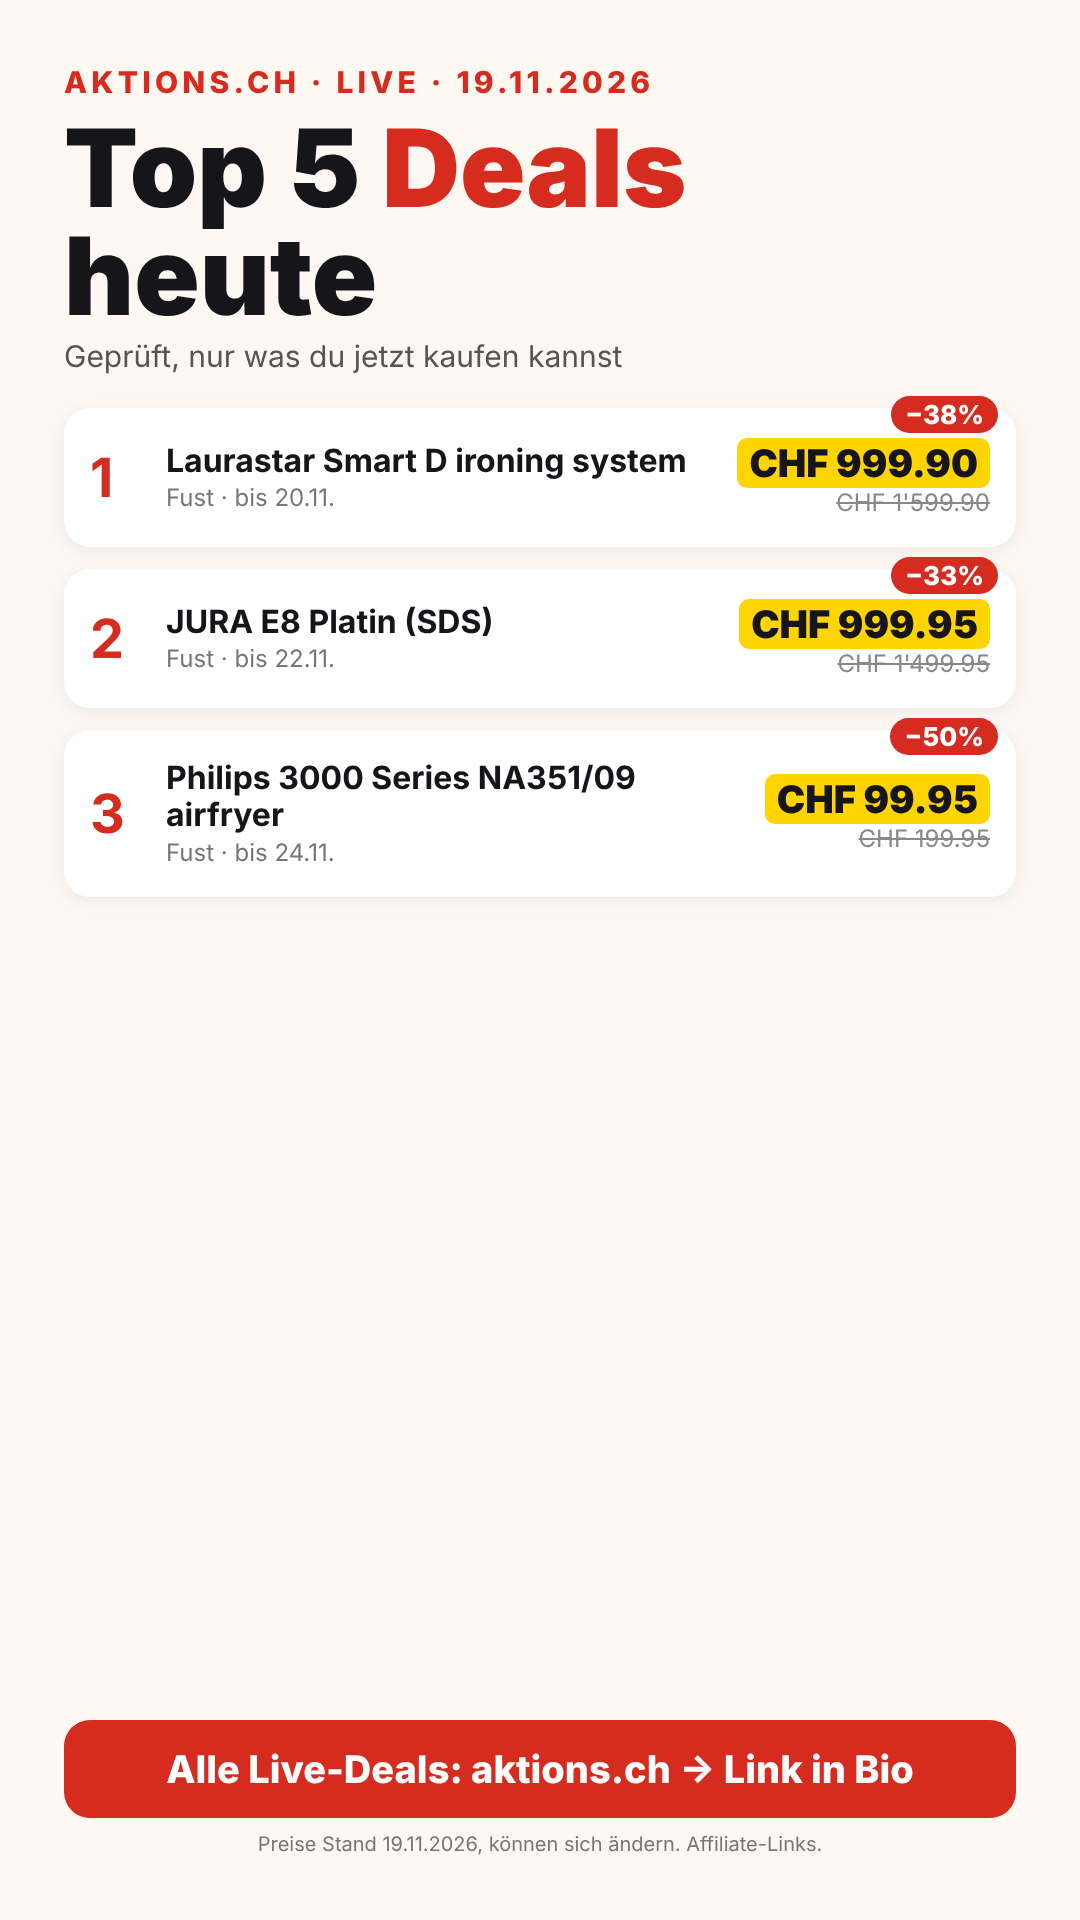 AKTIONS.CH · LIVE · 19.11.2026
Top 5 Deals
heute
Geprüft, nur was du jetzt kaufen kannst
−38%
1
Laurastar Smart D ironing system
Fust · bis 20.11.
CHF 999.90
CHF 1'599.90
−33%
2
JURA E8 Platin (SDS)
Fust · bis 22.11.
CHF 999.95
CHF 1'499.95
−50%
3
Philips 3000 Series NA351/09
airfryer
Fust · bis 24.11.
CHF 99.95
CHF 199.95
Alle Live-Deals: aktions.ch → Link in Bio
Preise Stand 19.11.2026, können sich ändern. Affiliate-Links.